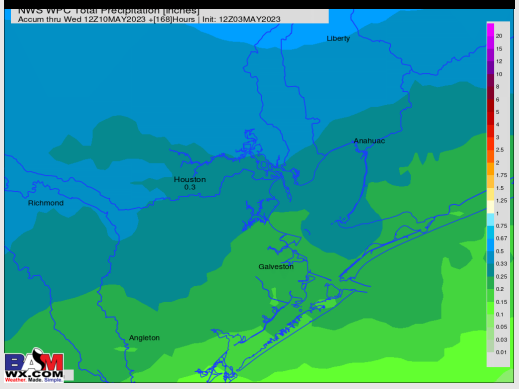 NWS WPC Total Precipitation [inches]
Accum thru Wed 12Z10MAY2023 +[168]Hours | Init: 12Z03MAY2023
Liberty
Anahuac
Houston
0.3
Richmond
Galveston
Angleton
20
15
12
10
8
6
5
4
3
2.5
2
1.75
1.5
1.25
1
0.75
0.67
0.5
0.33
0.25
0.2
0.15
0.1
0.05
0.03
0.01
BAM
WX.COM
Weather. Made. Simple.